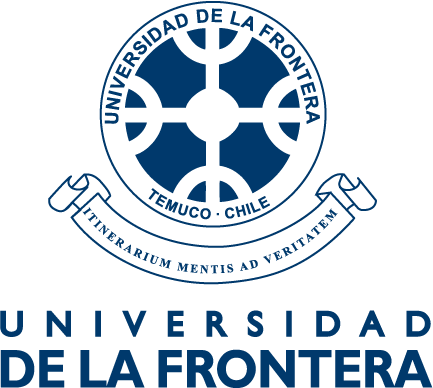 UNIVERSIDAD DE LA FRONTERA
TEMUCO · CHILE
ITINERARIUM MENTIS AD VERITATEM
UNIVERSIDAD
DE LA FRONTERA